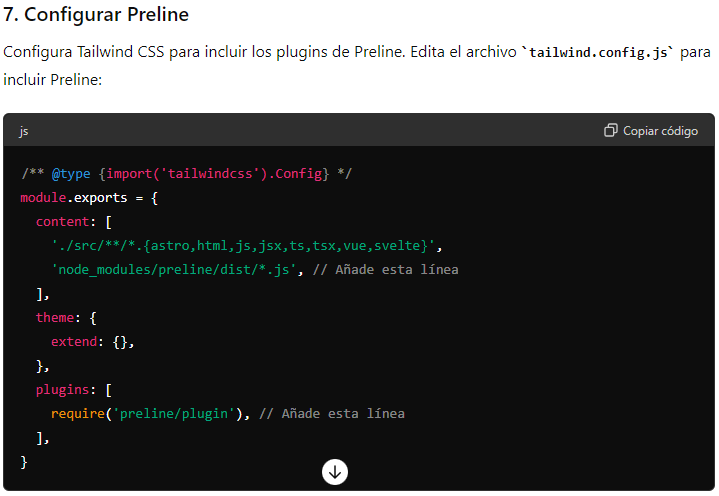 7. Configurar Preline
Configura Tailwind CSS para incluir los plugins de Preline. Edita el archivo `tailwind.config.js` para
incluir Preline:
js
Copiar código
/** @type {import('tailwindcss').Config} */
module.exports = {
  content: [
    './src/**/*.{astro,html,js,jsx,ts,tsx,vue,svelte}',
    'node_modules/preline/dist/*.js', // Añade esta línea
  ],
  theme: {
    extend: {},
  },
  plugins: [
    require('preline/plugin'), // Añade esta línea
  ],
}